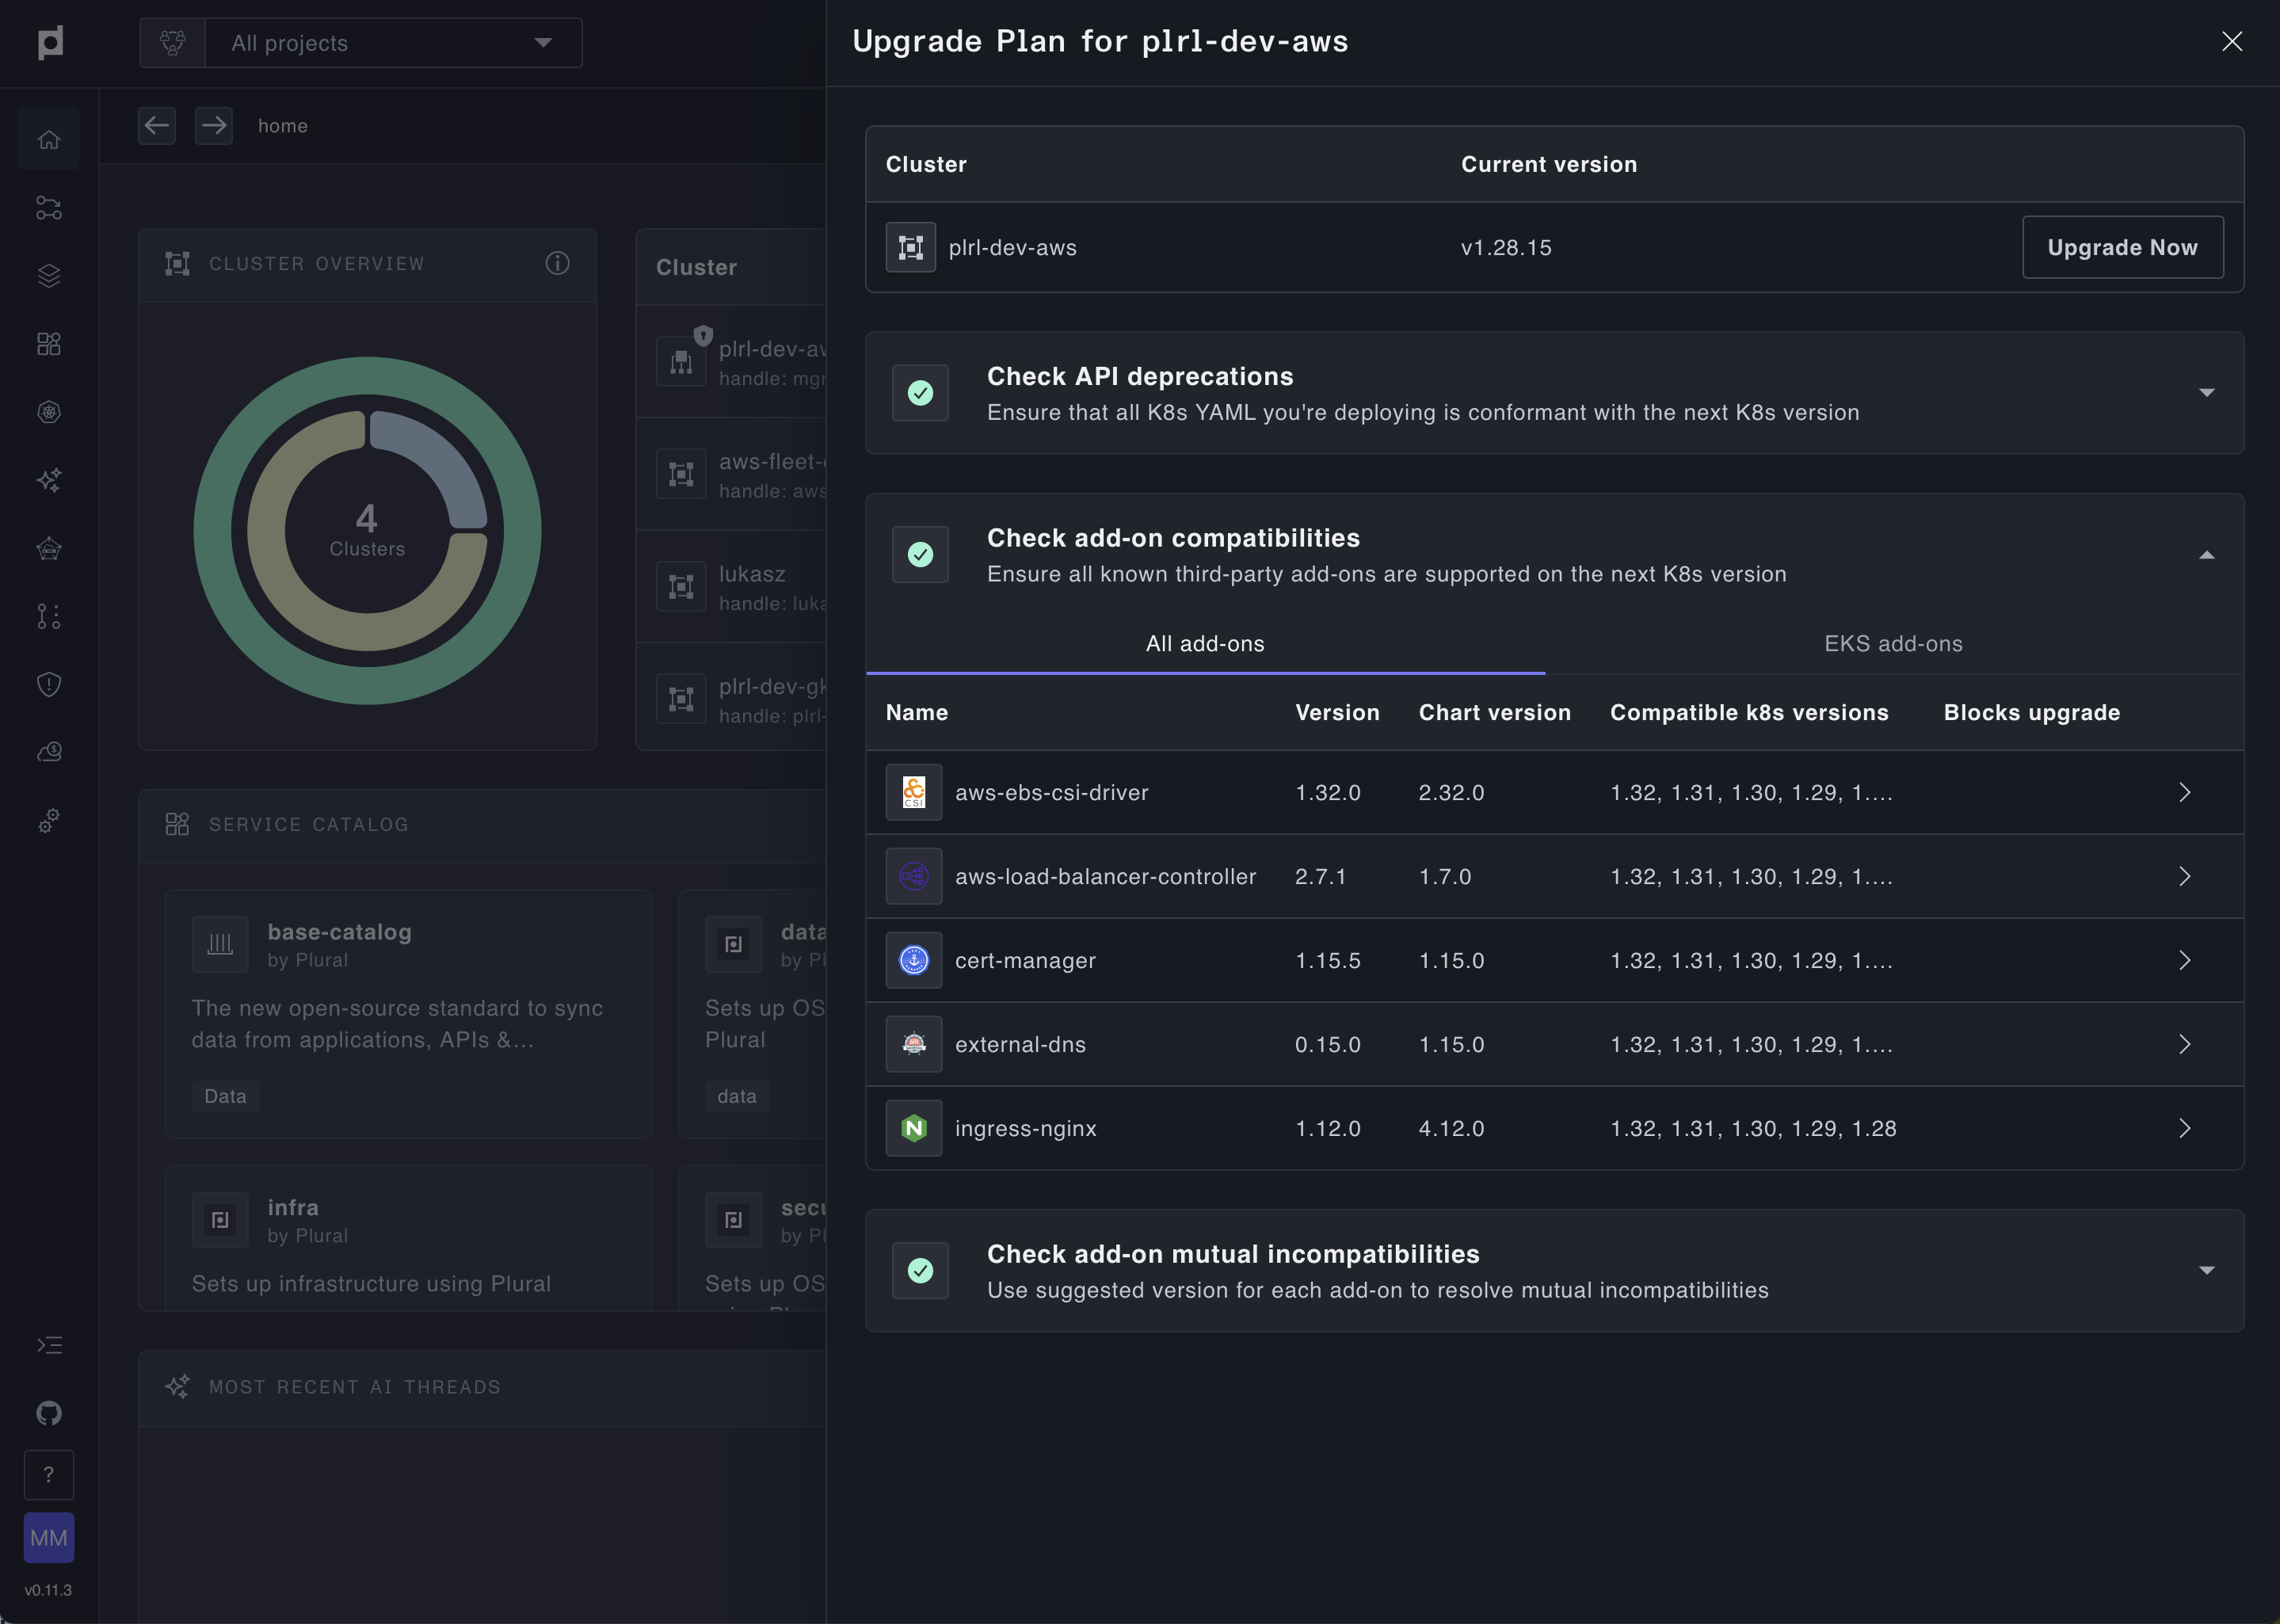 All projects
home
CLUSTER OVERVIEW
4
Clusters
Cluster
plrl-dev-aw
handle: mgm
aws-fleet-
handle: aws
lukasz
handle: luka
plrl-dev-gk
handle: plrl-
SERVICE CATALOG
base-catalog
by Plural
The new open-source standard to sync
data from applications, APIs &...
Data
data
by Pl
Sets up OS
Plural
data
infra
by Plural
Sets up infrastructure using Plural
secu
by Pl
Sets up OS
MOST RECENT AI THREADS
?
MM
v0.11.3
Upgrade Plan for plrl-dev-aws
Cluster Current version
plrl-dev-aws v1.28.15 Upgrade Now
Check API deprecations
Ensure that all K8s YAML you're deploying is conformant with the next K8s version
Check add-on compatibilities
Ensure all known third-party add-ons are supported on the next K8s version
All add-ons EKS add-ons
Name Version Chart version Compatible k8s versions Blocks upgrade
CSI
aws-ebs-csi-driver 1.32.0 2.32.0 1.32, 1.31, 1.30, 1.29, 1....
aws-load-balancer-controller 2.7.1 1.7.0 1.32, 1.31, 1.30, 1.29, 1....
cert-manager 1.15.5 1.15.0 1.32, 1.31, 1.30, 1.29, 1....
external-dns 0.15.0 1.15.0 1.32, 1.31, 1.30, 1.29, 1....
ingress-nginx 1.12.0 4.12.0 1.32, 1.31, 1.30, 1.29, 1.28
Check add-on mutual incompatibilities
Use suggested version for each add-on to resolve mutual incompatibilities